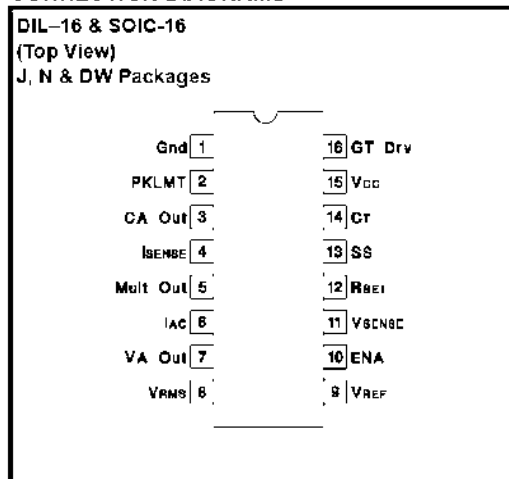 DIL–16 & SOIC-16
(Top View)
J, N & DW Packages
Gnd 1 16 GT Drv
PKLMT 2 15 VCC
CA Out 3 14 CT
ISENSE 4 13 SS
Mult Out 5 12 RSET
IAC 6 11 VSENSE
VA Out 7 10 ENA
VRMS 8 9 VREF